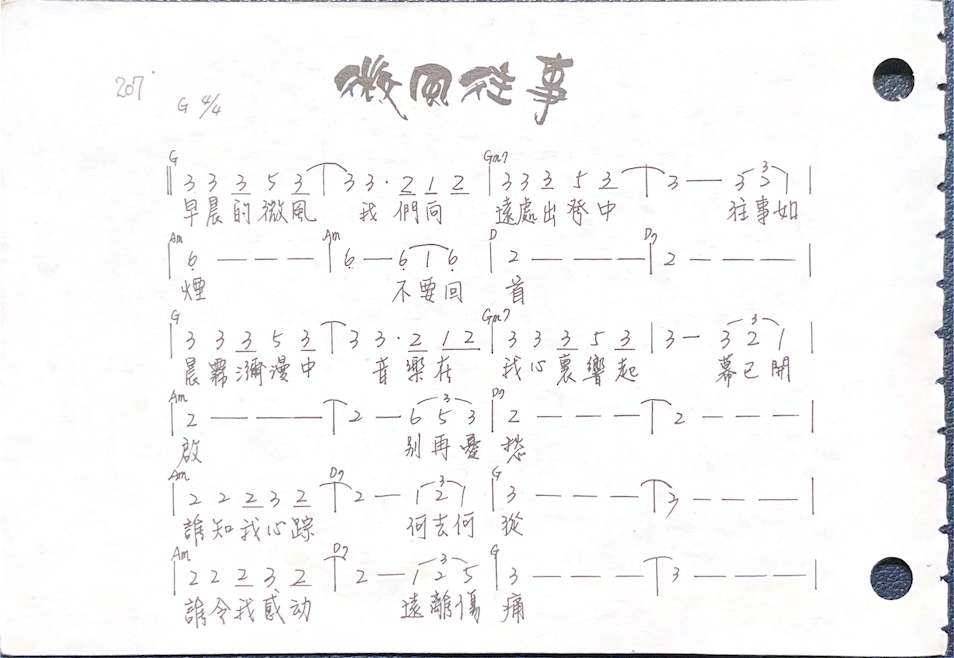 微风往事
207
G 4/4
G Gm7
3 3 3 5 3 3 3 · 2 1 2 3 3 3 5 3 3 — 3 2 1
早晨的微風 我們向 遠處出發中 往事如
Am Am D D7
6 — — — 6 — 6 1 6 2 — — — 2 — — —
煙 不要回 首
G Gm7
3 3 3 5 3 3 3 · 2 1 2 3 3 3 5 3 3 — 3 2 1
晨霧瀰漫中 音樂在 我心裏響起 幕已開
Am D7
2 — — — 2 — 6 5 3 2 — — — 2 — — —
啟 别再憂 愁
Am D7 G
2 2 2 3 2 2 — 1 2 1 3 — — — 3 — — —
誰知我心踪 何去何 從
Am D7 G
2 2 2 3 2 2 — 1 2 5 3 — — — 3 — — —
誰令我感动 遠離傷 痛